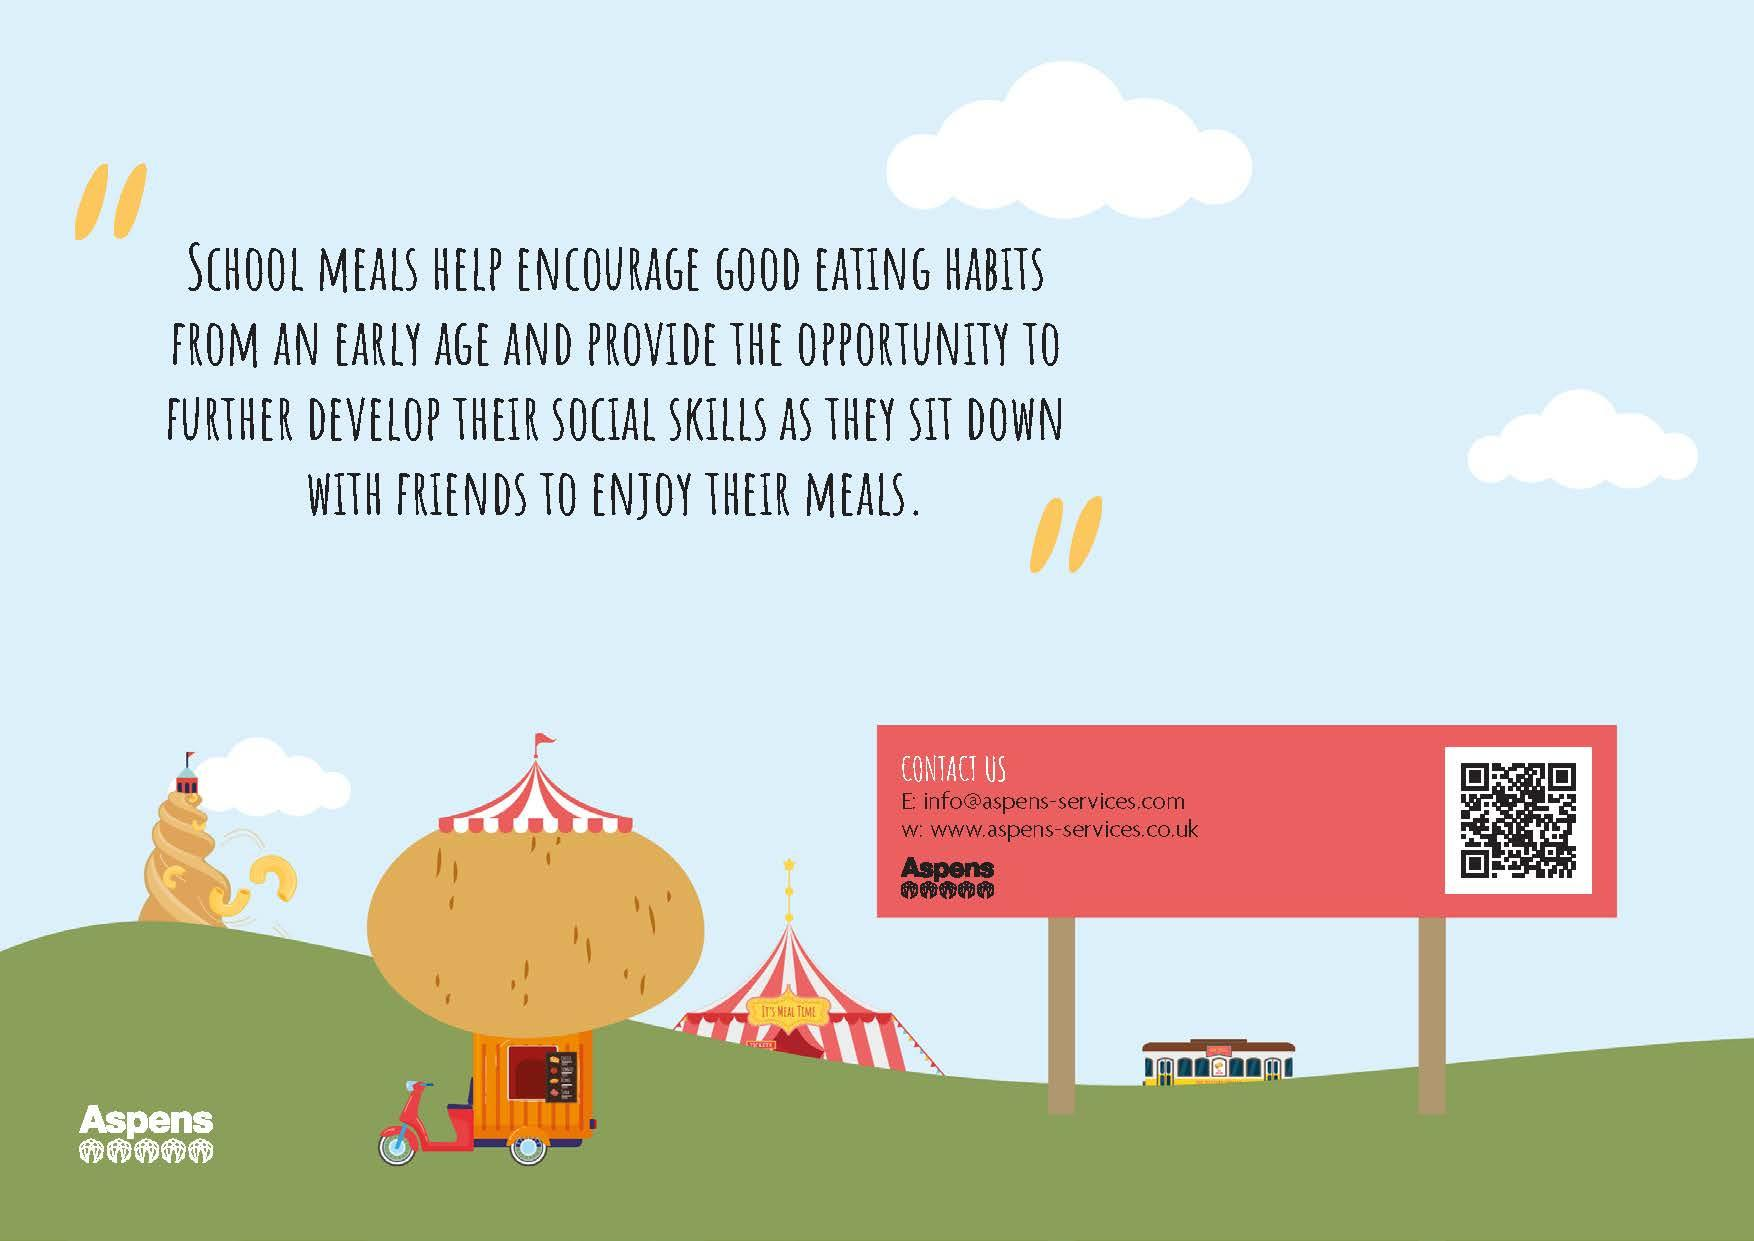 "
School meals help encourage good eating habits
from an early age and provide the opportunity to
further develop their social skills as they sit down
with friends to enjoy their meals.
"
CONTACT US
E: info@aspens-services.com
w: www.aspens-services.co.uk
Aspens
It's Meal Time
TICKETS
Aspens